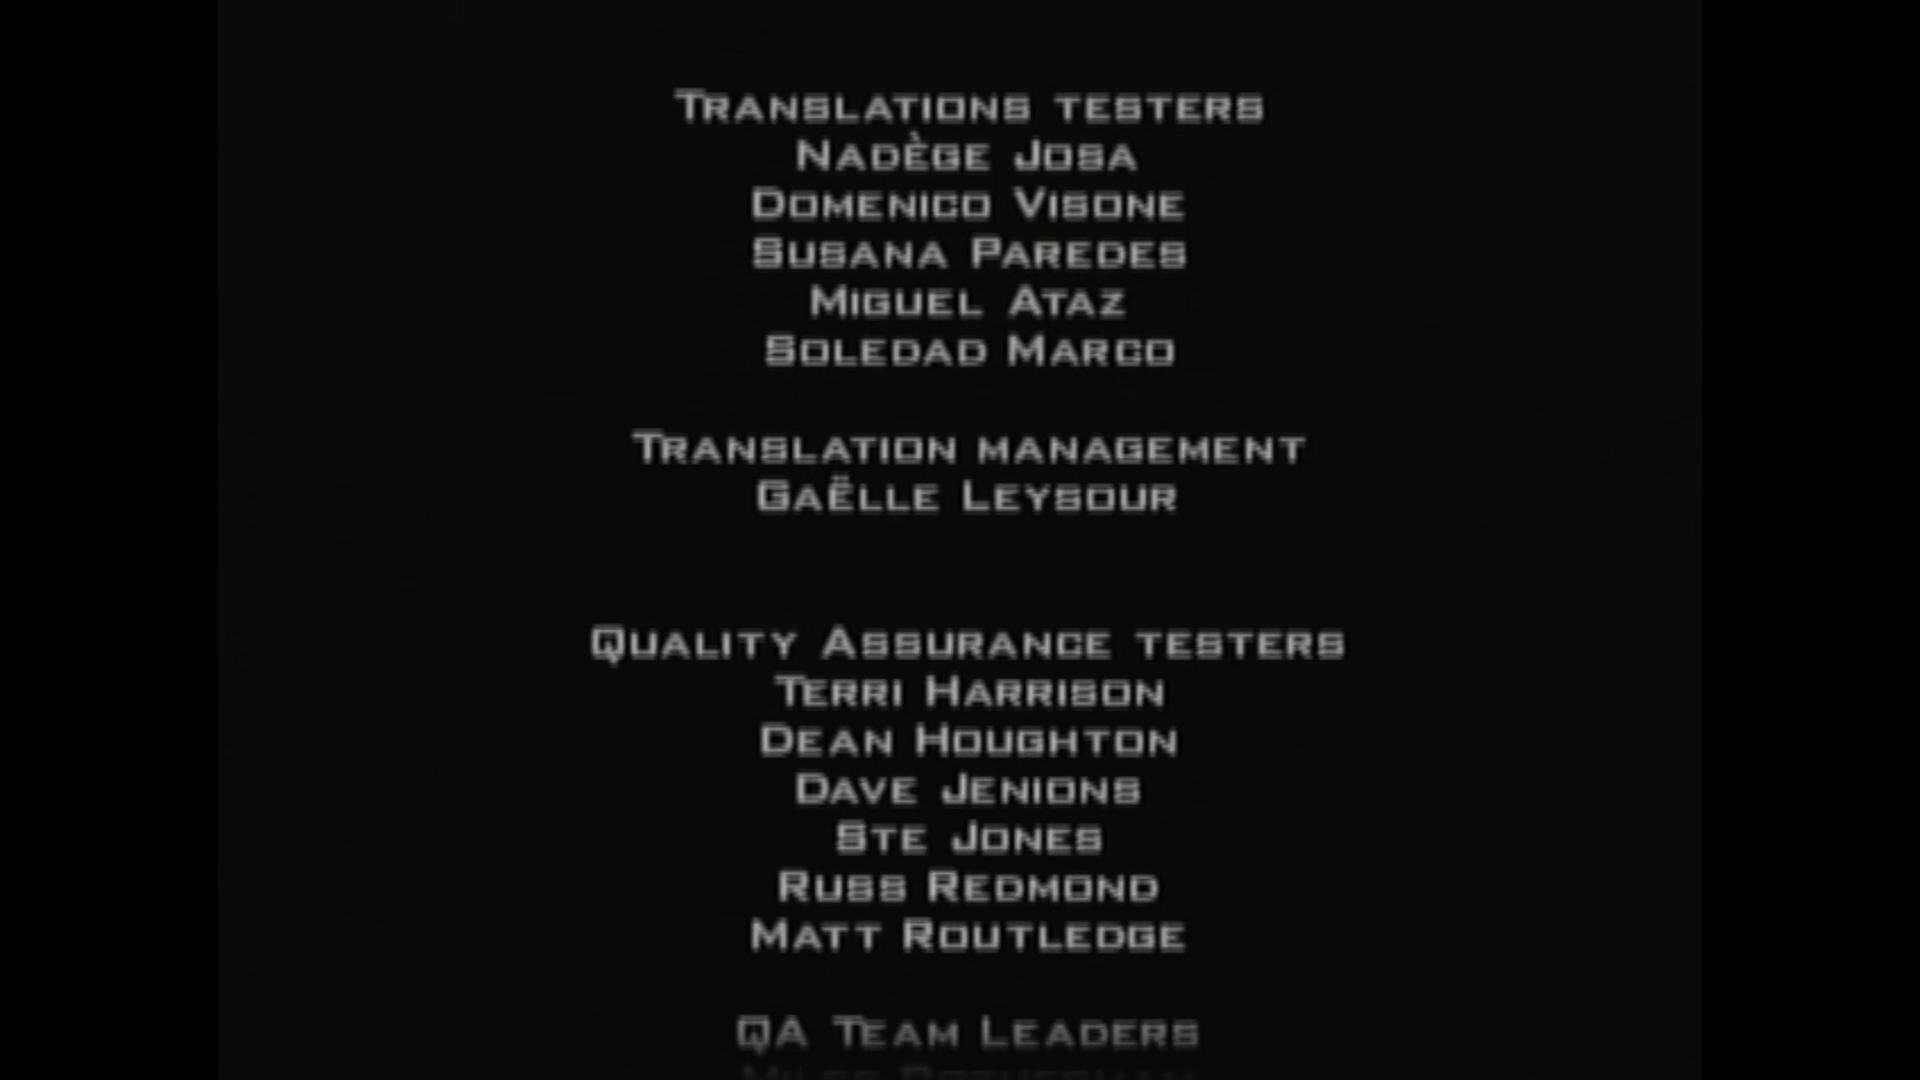 Translations testers
Nadège Josa
Domenico Visone
Susana Paredes
Miguel Ataz
Soledad Marco
Translation management
Gaëlle Leysour
Quality Assurance testers
Terri Harrison
Dean Houghton
Dave Jenions
Ste Jones
Russ Redmond
Matt Routledge
QA Team Leaders